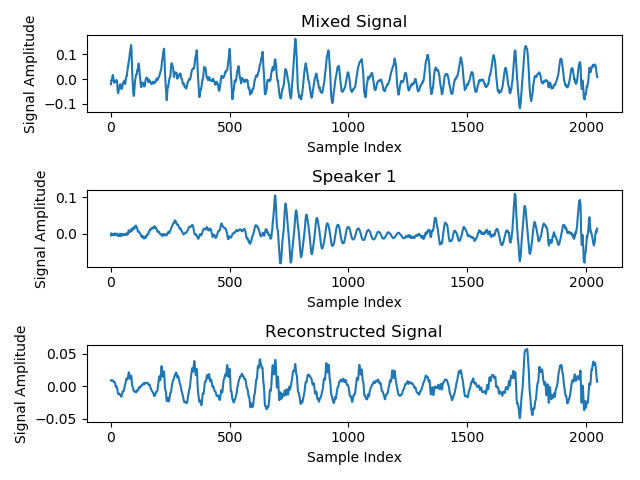 Mixed Signal
Signal Amplitude
0.1
0.0
−0.1
0 500 1000 1500 2000
Sample Index
Speaker 1
Signal Amplitude
0.1
0.0
0 500 1000 1500 2000
Sample Index
Reconstructed Signal
Signal Amplitude
0.05
0.00
−0.05
0 500 1000 1500 2000
Sample Index